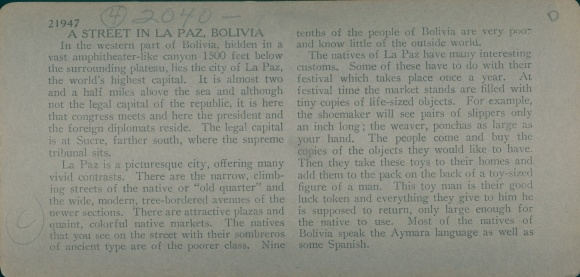 21947
④ 2040-
D
A STREET IN LA PAZ, BOLIVIA
In the western part of Bolivia, hidden in a
vast amphitheater-like canyon 1500 feet below
the surrounding plateau, lies the city of La Paz,
the world's highest capital. It is almost two
and a half miles above the sea and although
not the legal capital of the republic, it is here
that congress meets and here the president and
the foreign diplomats reside. The legal capital
is at Sucre, farther south, where the supreme
tribunal sits.
La Paz is a picturesque city, offering many
vivid contrasts. There are the narrow, climb-
ing streets of the native or "old quarter" and
the wide, modern, tree-bordered avenues of the
newer sections. There are attractive plazas and
quaint, colorful native markets. The natives
that you see on the street with their sombreros
of ancient type are of the poorer class. Nine
tenths of the people of Bolivia are very poor
and know little of the outside world.
The natives of La Paz have many interesting
customs. Some of these have to do with their
festival which takes place once a year. At
festival time the market stands are filled with
tiny copies of life-sized objects. For example,
the shoemaker will see pairs of slippers only
an inch long; the weaver, ponchas as large as
your hand. The people come and buy the
copies of the objects they would like to have.
Then they take these toys to their homes and
add them to the pack on the back of a toy-sized
figure of a man. This toy man is their good
luck token and everything they give to him he
is supposed to return, only large enough for
the native to use. Most of the natives of
Bolivia speak the Aymara language as well as
some Spanish.